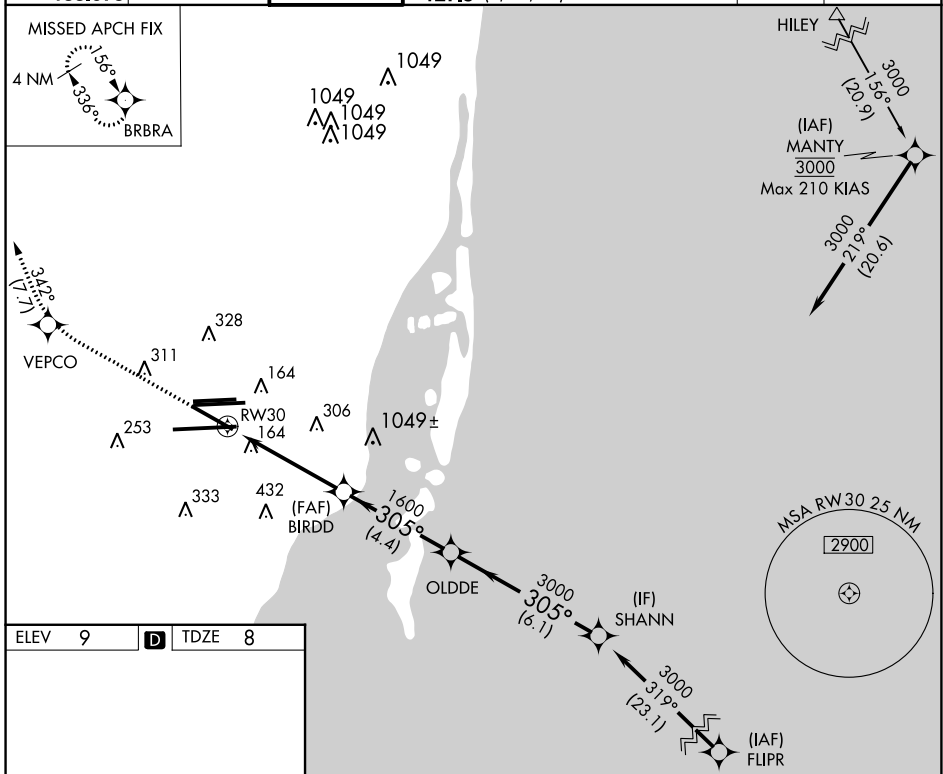 MISSED APCH FIX
4 NM
156°
336°
BRBRA
1049
1049
1049
1049
HILEY
3000
156°
(20.9)
(IAF)
MANTY
3000
Max 210 KIAS
3000
219°
(20.6)
342°
(7.7)
VEPCO
328
311
164
RW30
306
1049±
253
164
333
432
(FAF)
BIRDD
1600
305°
(4.4)
OLDDE
3000
305°
(6.1)
(IF)
SHANN
3000
319°
(23.1)
(IAF)
FLIPR
MSA RW30 25 NM
2900
ELEV 9 D TDZE 8